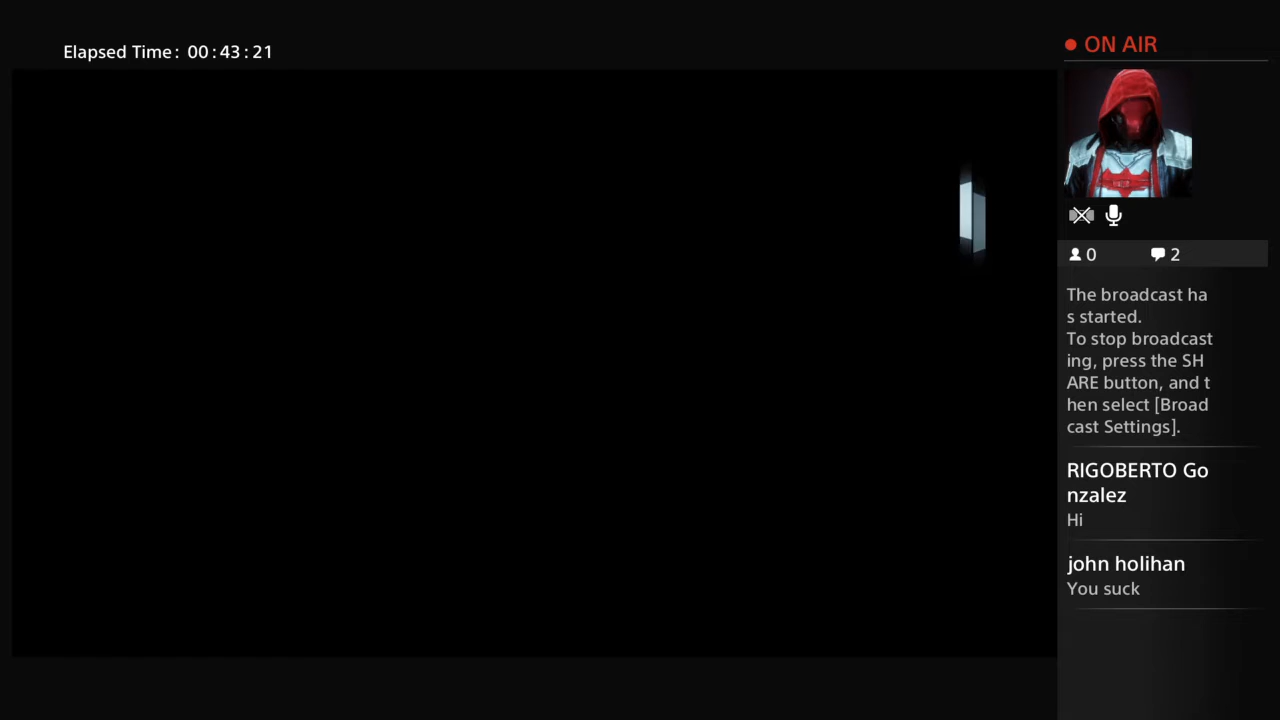 Elapsed Time: 00:43:21
ON AIR
0 2
The broadcast ha
s started.
To stop broadcast
ing, press the SH
ARE button, and t
hen select [Broad
cast Settings].
RIGOBERTO Go
nzalez
Hi
john holihan
You suck